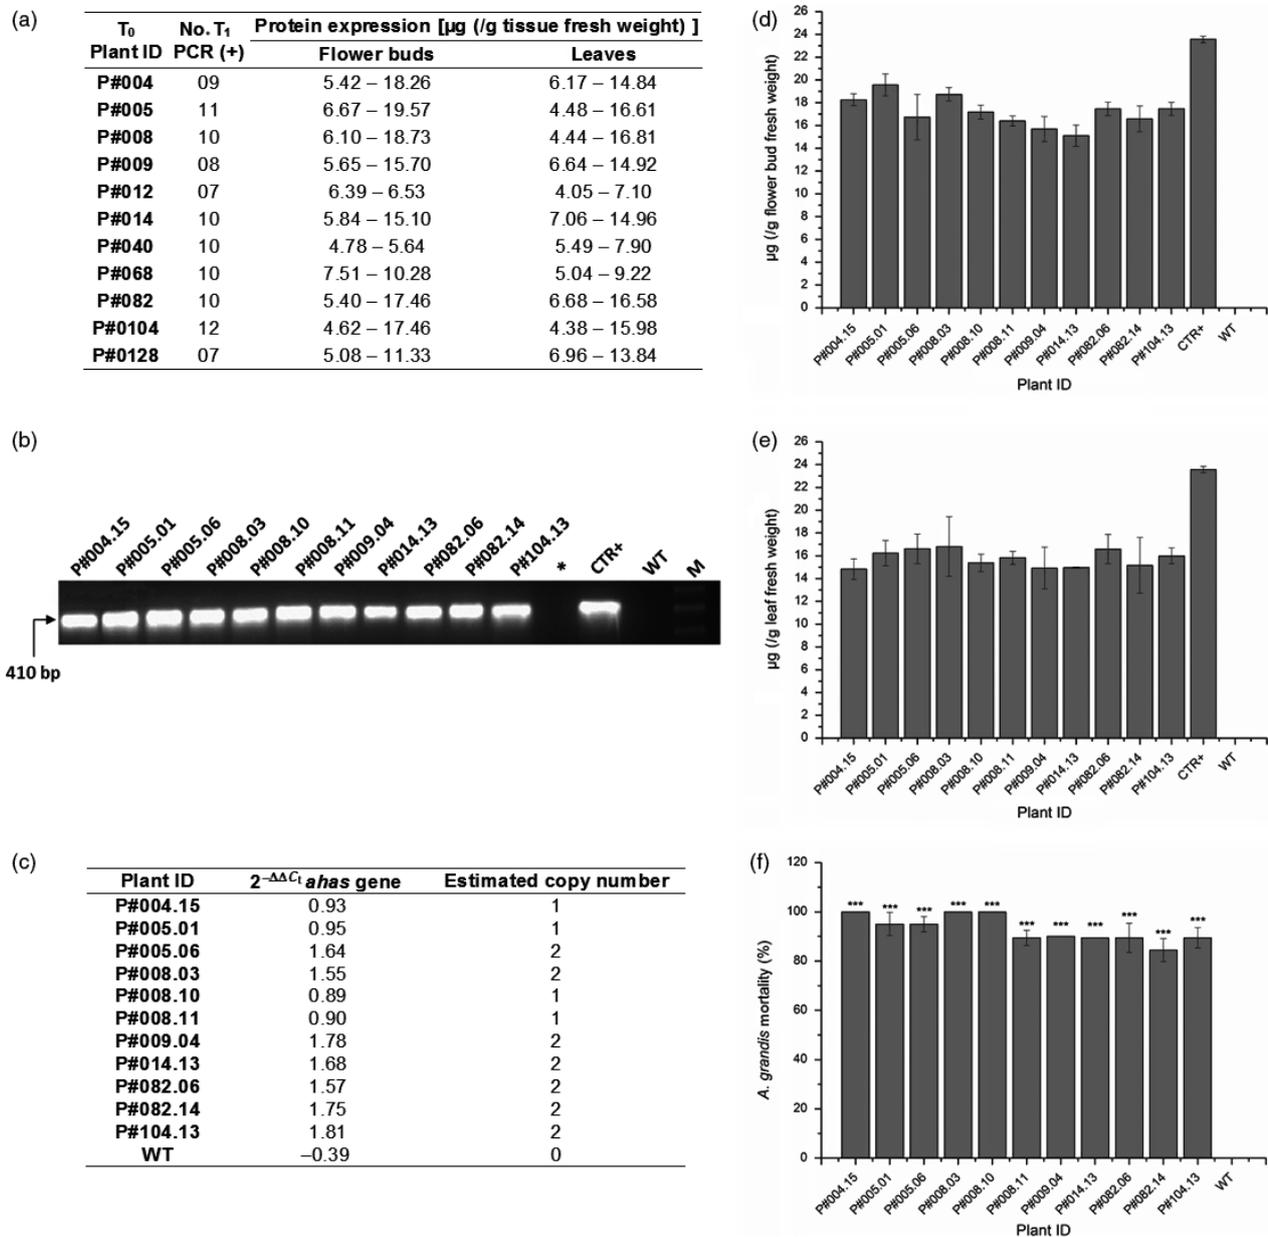 (a)
T0 Plant ID No. T1 PCR (+) Protein expression [µg (/g tissue fresh weight) ]
Flower buds Leaves
P#004 09 5.42 – 18.26 6.17 – 14.84
P#005 11 6.67 – 19.57 4.48 – 16.61
P#008 10 6.10 – 18.73 4.44 – 16.81
P#009 08 5.65 – 15.70 6.64 – 14.92
P#012 07 6.39 – 6.53 4.05 – 7.10
P#014 10 5.84 – 15.10 7.06 – 14.96
P#040 10 4.78 – 5.64 5.49 – 7.90
P#068 10 7.51 – 10.28 5.04 – 9.22
P#082 10 5.40 – 17.46 6.68 – 16.58
P#0104 12 4.62 – 17.46 4.38 – 15.98
P#0128 07 5.08 – 11.33 6.96 – 13.84
(b)
P#004.15 P#005.01 P#005.06 P#008.03 P#008.10 P#008.11 P#009.04 P#014.13 P#082.06 P#082.14 P#104.13 * CTR+ WT M
410 bp
(c)
Plant ID 2–ΔΔCt ahas gene Estimated copy number
P#004.15 0.93 1
P#005.01 0.95 1
P#005.06 1.64 2
P#008.03 1.55 2
P#008.10 0.89 1
P#008.11 0.90 1
P#009.04 1.78 2
P#014.13 1.68 2
P#082.06 1.57 2
P#082.14 1.75 2
P#104.13 1.81 2
WT –0.39 0
(d)
µg (/g flower bud fresh weight)
26
24
22
20
18
16
14
12
10
8
6
4
2
0
P#004.15 P#005.01 P#005.06 P#008.03 P#008.10 P#008.11 P#009.04 P#014.13 P#082.06 P#082.14 P#104.13 CTR+ WT
Plant ID
(e)
µg (/g leaf fresh weight)
26
24
22
20
18
16
14
12
10
8
6
4
2
0
P#004.15 P#005.01 P#005.06 P#008.03 P#008.10 P#008.11 P#009.04 P#014.13 P#082.06 P#082.14 P#104.13 CTR+ WT
Plant ID
(f)
A. grandis mortality (%)
120
100
80
60
40
20
0
*** *** *** *** *** *** *** *** *** *** ***
P#004.15 P#005.01 P#005.06 P#008.03 P#008.10 P#008.11 P#009.04 P#014.13 P#082.06 P#082.14 P#104.13 WT
Plant ID